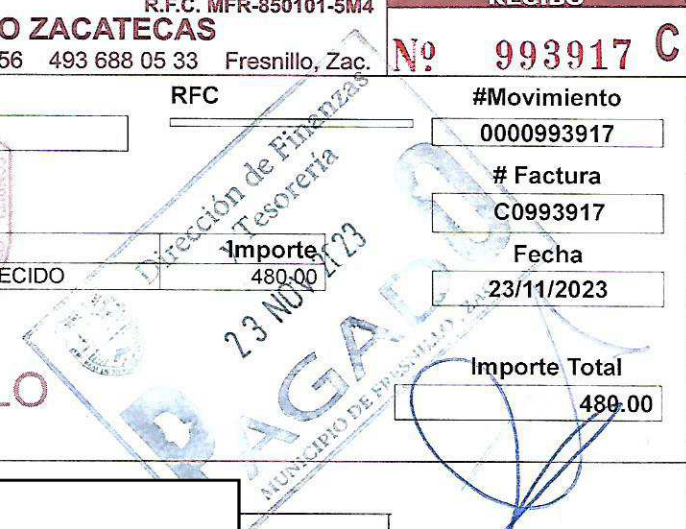 R.F.C. MFR-850101-5M4
RECIBO
O ZACATECAS
56 493 688 05 33 Fresnillo, Zac.
Nº 993917 C
RFC
#Movimiento
0000993917
# Factura
C0993917
Importe
Fecha
ECIDO 480.00
23/11/2023
Importe Total
480.00
LO
Dirección de Finanzas
y Tesorería
23 NOV 2023
PAGADO
MUNICIPIO DE FRESNILLO, ZAC.